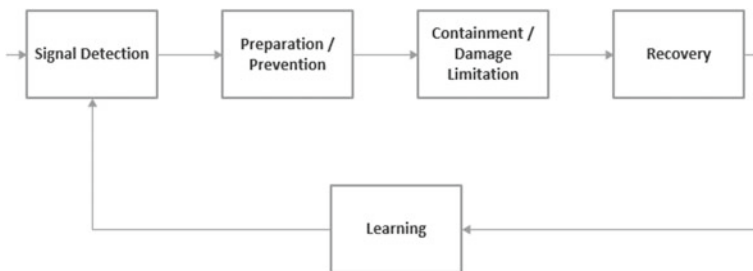 Signal Detection
Preparation /
Prevention
Containment /
Damage
Limitation
Recovery
Learning